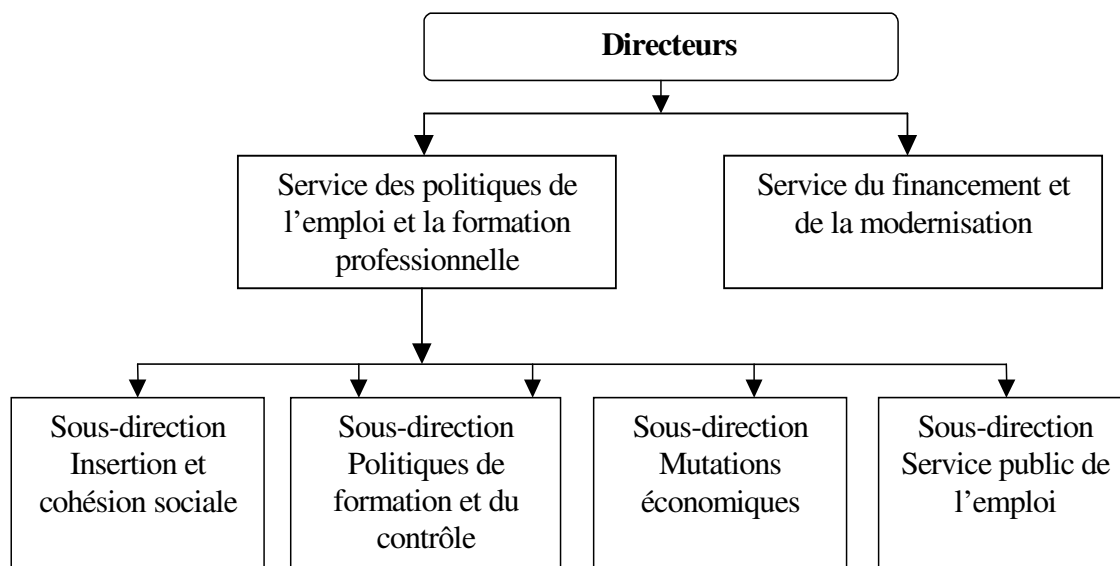 Directeurs
Service des politiques de
l’emploi et la formation
professionnelle
Service du financement et
de la modernisation
Sous-direction
Insertion et
cohésion sociale
Sous-direction
Politiques de
formation et du
contrôle
Sous-direction
Mutations
économiques
Sous-direction
Service public de
l’emploi